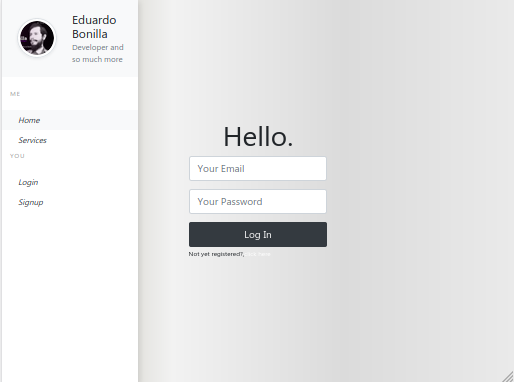 Eduardo
Bonilla
Developer and
so much more
ME
Home
Services
YOU
Login
Signup
Hello.
Your Email
Your Password
Log In
Not yet registered?,